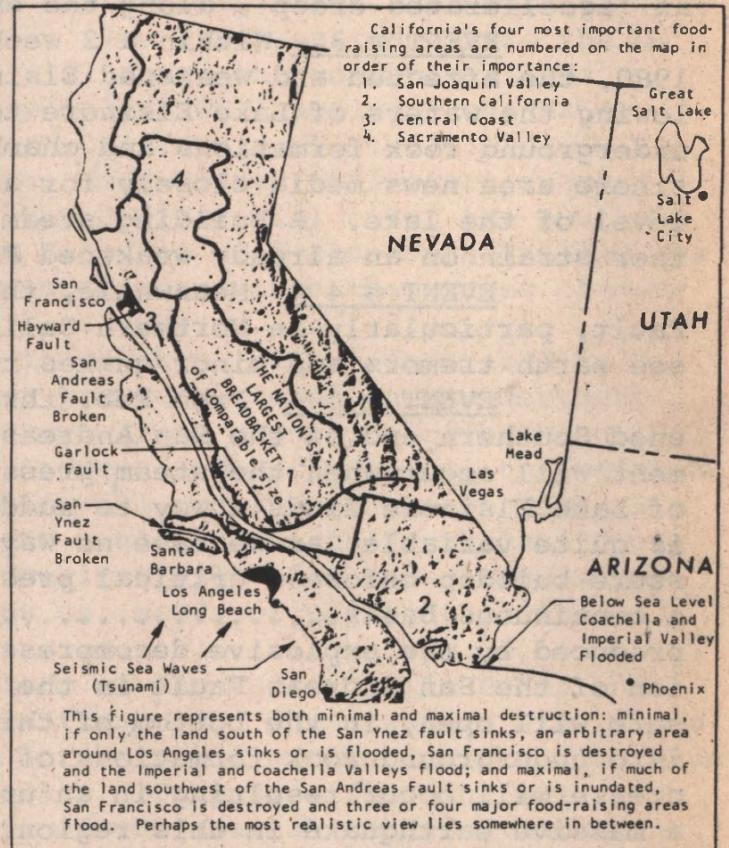 California's four most important food-
raising areas are numbered on the map in
order of their importance:
1. San Joaquin Valley
2. Southern California
3. Central Coast
4. Sacramento Valley
Great
Salt Lake
Salt
Lake
City
NEVADA
UTAH
4
San
Francisco
3
Hayward
Fault
San
Andreas
Fault
Broken
THE NATION'S
LARGEST
BREADBASKET
of Comparable Size
1
Garlock
Fault
Lake
Mead
Las
Vegas
San
Ynez
Fault
Broken
Santa
Barbara
Los Angeles
Long Beach
2
ARIZONA
Below Sea Level
Coachella and
Imperial Valley
Flooded
Seismic Sea Waves
(Tsunami)
San
Diego
Phoenix
This figure represents both minimal and maximal destruction: minimal,
if only the land south of the San Ynez fault sinks, an arbitrary area
around Los Angeles sinks or is flooded, San Francisco is destroyed
and the Imperial and Coachella Valleys flood; and maximal, if much of
the land southwest of the San Andreas Fault sinks or is inundated,
San Francisco is destroyed and three or four major food-raising areas
flood. Perhaps the most realistic view lies somewhere in between.